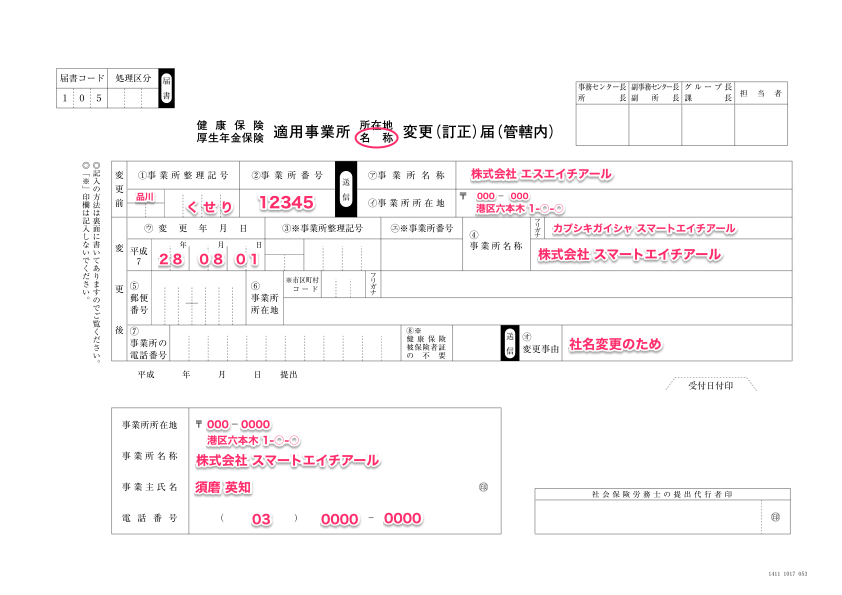 届書コード 処理区分 届書
1 0 5
事務センター長 副事務センター長 グループ長 担当者
所長 副所長 課長
健康保険 厚生年金保険 適用事業所 所在地 名称 変更(訂正)届(管轄内)
◎記入の方法は裏面に書いてありますのでご覧ください。
◎「※」印欄は記入しないでください。
変更前 ①事業所整理記号 ②事業所番号 送信 ㋐事業所名称 株式会社 エスエイチアール
品川 くせり 12345 ㋑事業所所在地 〒 000 - 000
港区六本木 1-
変更後 ㋒変更年月日 ③※事業所整理記号 ㋓※事業所番号 ④事業所名称 フリガナ カブシキガイシャ スマートエイチアール
平成 7 年 月 日 28 08 01 株式会社 スマートエイチアール
⑤郵便番号 ⑥事業所所在地 ※市区町村コード フリガナ
⑦事業所の電話番号 ⑧※健康保険被保険者証の不要 送信 ㋔変更事由 社名変更のため
平成 年 月 日 提出
受付日付印
事業所所在地 〒 000 - 0000
港区六本木 1-
事業所名称 株式会社 スマートエイチアール
事業主氏名 須磨 英知 ㊞
電話番号 ( 03 ) 0000 - 0000
社会保険労務士の提出代行者印
㊞
1411 1017 053